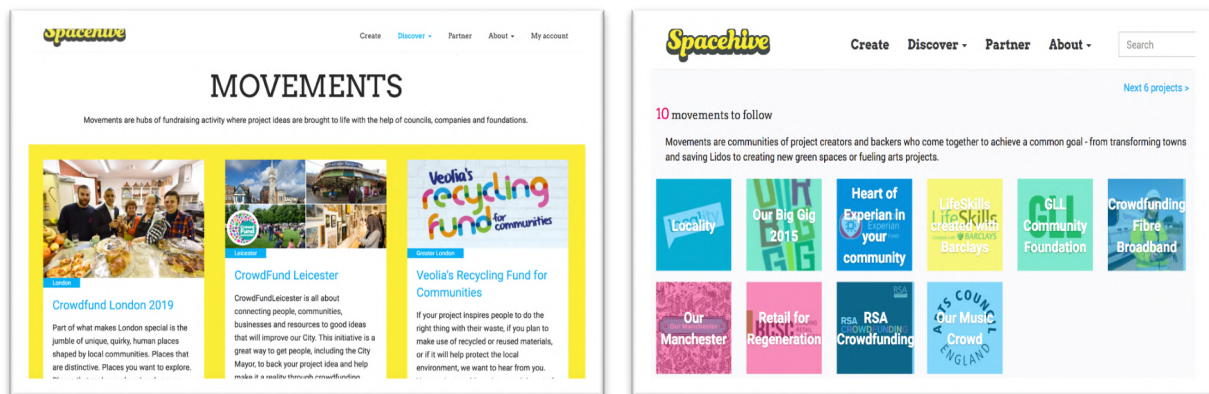 Spacehive
Create Discover Partner About My account
MOVEMENTS
Movements are hubs of fundraising activity where project ideas are brought to life with the help of councils, companies and foundations.
London
Crowdfund London 2019
Part of what makes London special is the
jumble of unique, quirky, human places
shaped by local communities. Places that
are distinctive. Places you want to explore.
Leicester
CrowdFund Leicester
CrowdFundLeicester is all about
connecting people, communities,
businesses and resources to good ideas
that will improve our City. This initiative is a
great way to get people, including the City
Mayor, to back your project idea and help
make it a reality through crowdfunding
Veolia's
recycling
fund for
communities
Greater London
Veolia's Recycling Fund for
Communities
If your project inspires people to do the
right thing with their waste, if you plan to
make use of recycled or reused materials,
or if it will help protect the local
environment, we want to hear from you.
Spacehive
Create Discover Partner About Search
Next 6 projects >
10 movements to follow
Movements are communities of project creators and backers who come together to achieve a common goal - from transforming towns
and saving Lidos to creating new green spaces or fueling arts projects.
Locality
Our Big Gig
2015
Heart of
Experian in
your
community
Experian
LifeSkills
created with
Barclays
LifeSkills
BARCLAYS
GLL
Community
Foundation
GLL
Crowdfunding
Fibre
Broadband
Our
Manchester
Our Manchester
Retail for
Regeneration
BCSC
RSA
Crowdfunding
RSA
RSA
CROWDFUNDING
Our Music
Crowd
ARTS COUNCIL
ENGLAND